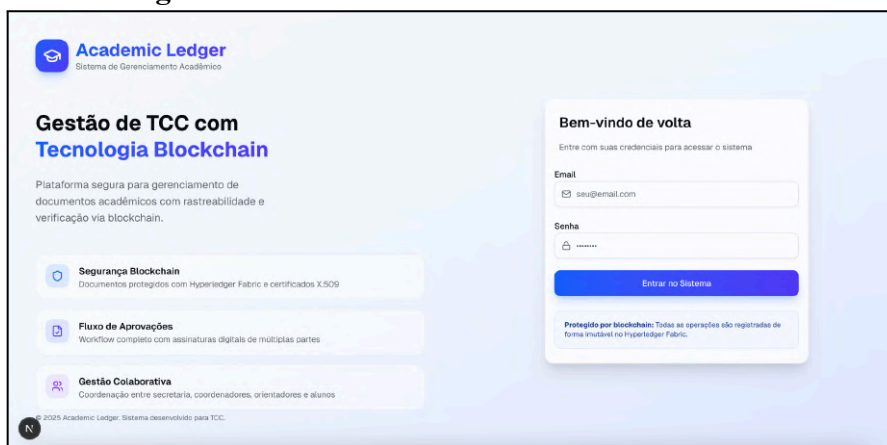 Academic Ledger
Sistema de Gerenciamento Acadêmico
Gestão de TCC com
Tecnologia Blockchain
Plataforma segura para gerenciamento de
documentos acadêmicos com rastreabilidade e
verificação via blockchain.
Segurança Blockchain
Documentos protegidos com Hyperledger Fabric e certificados X.509
Fluxo de Aprovações
Workflow completo com assinaturas digitais de múltiplas partes
Gestão Colaborativa
Coordenação entre secretaria, coordenadores, orientadores e alunos
© 2025 Academic Ledger. Sistema desenvolvido para TCC.
N
Bem-vindo de volta
Entre com suas credenciais para acessar o sistema
Email
seu@email.com
Senha
••••••••
Entrar no Sistema
Protegido por blockchain: Todas as operações são registradas de
forma imutável no Hyperledger Fabric.